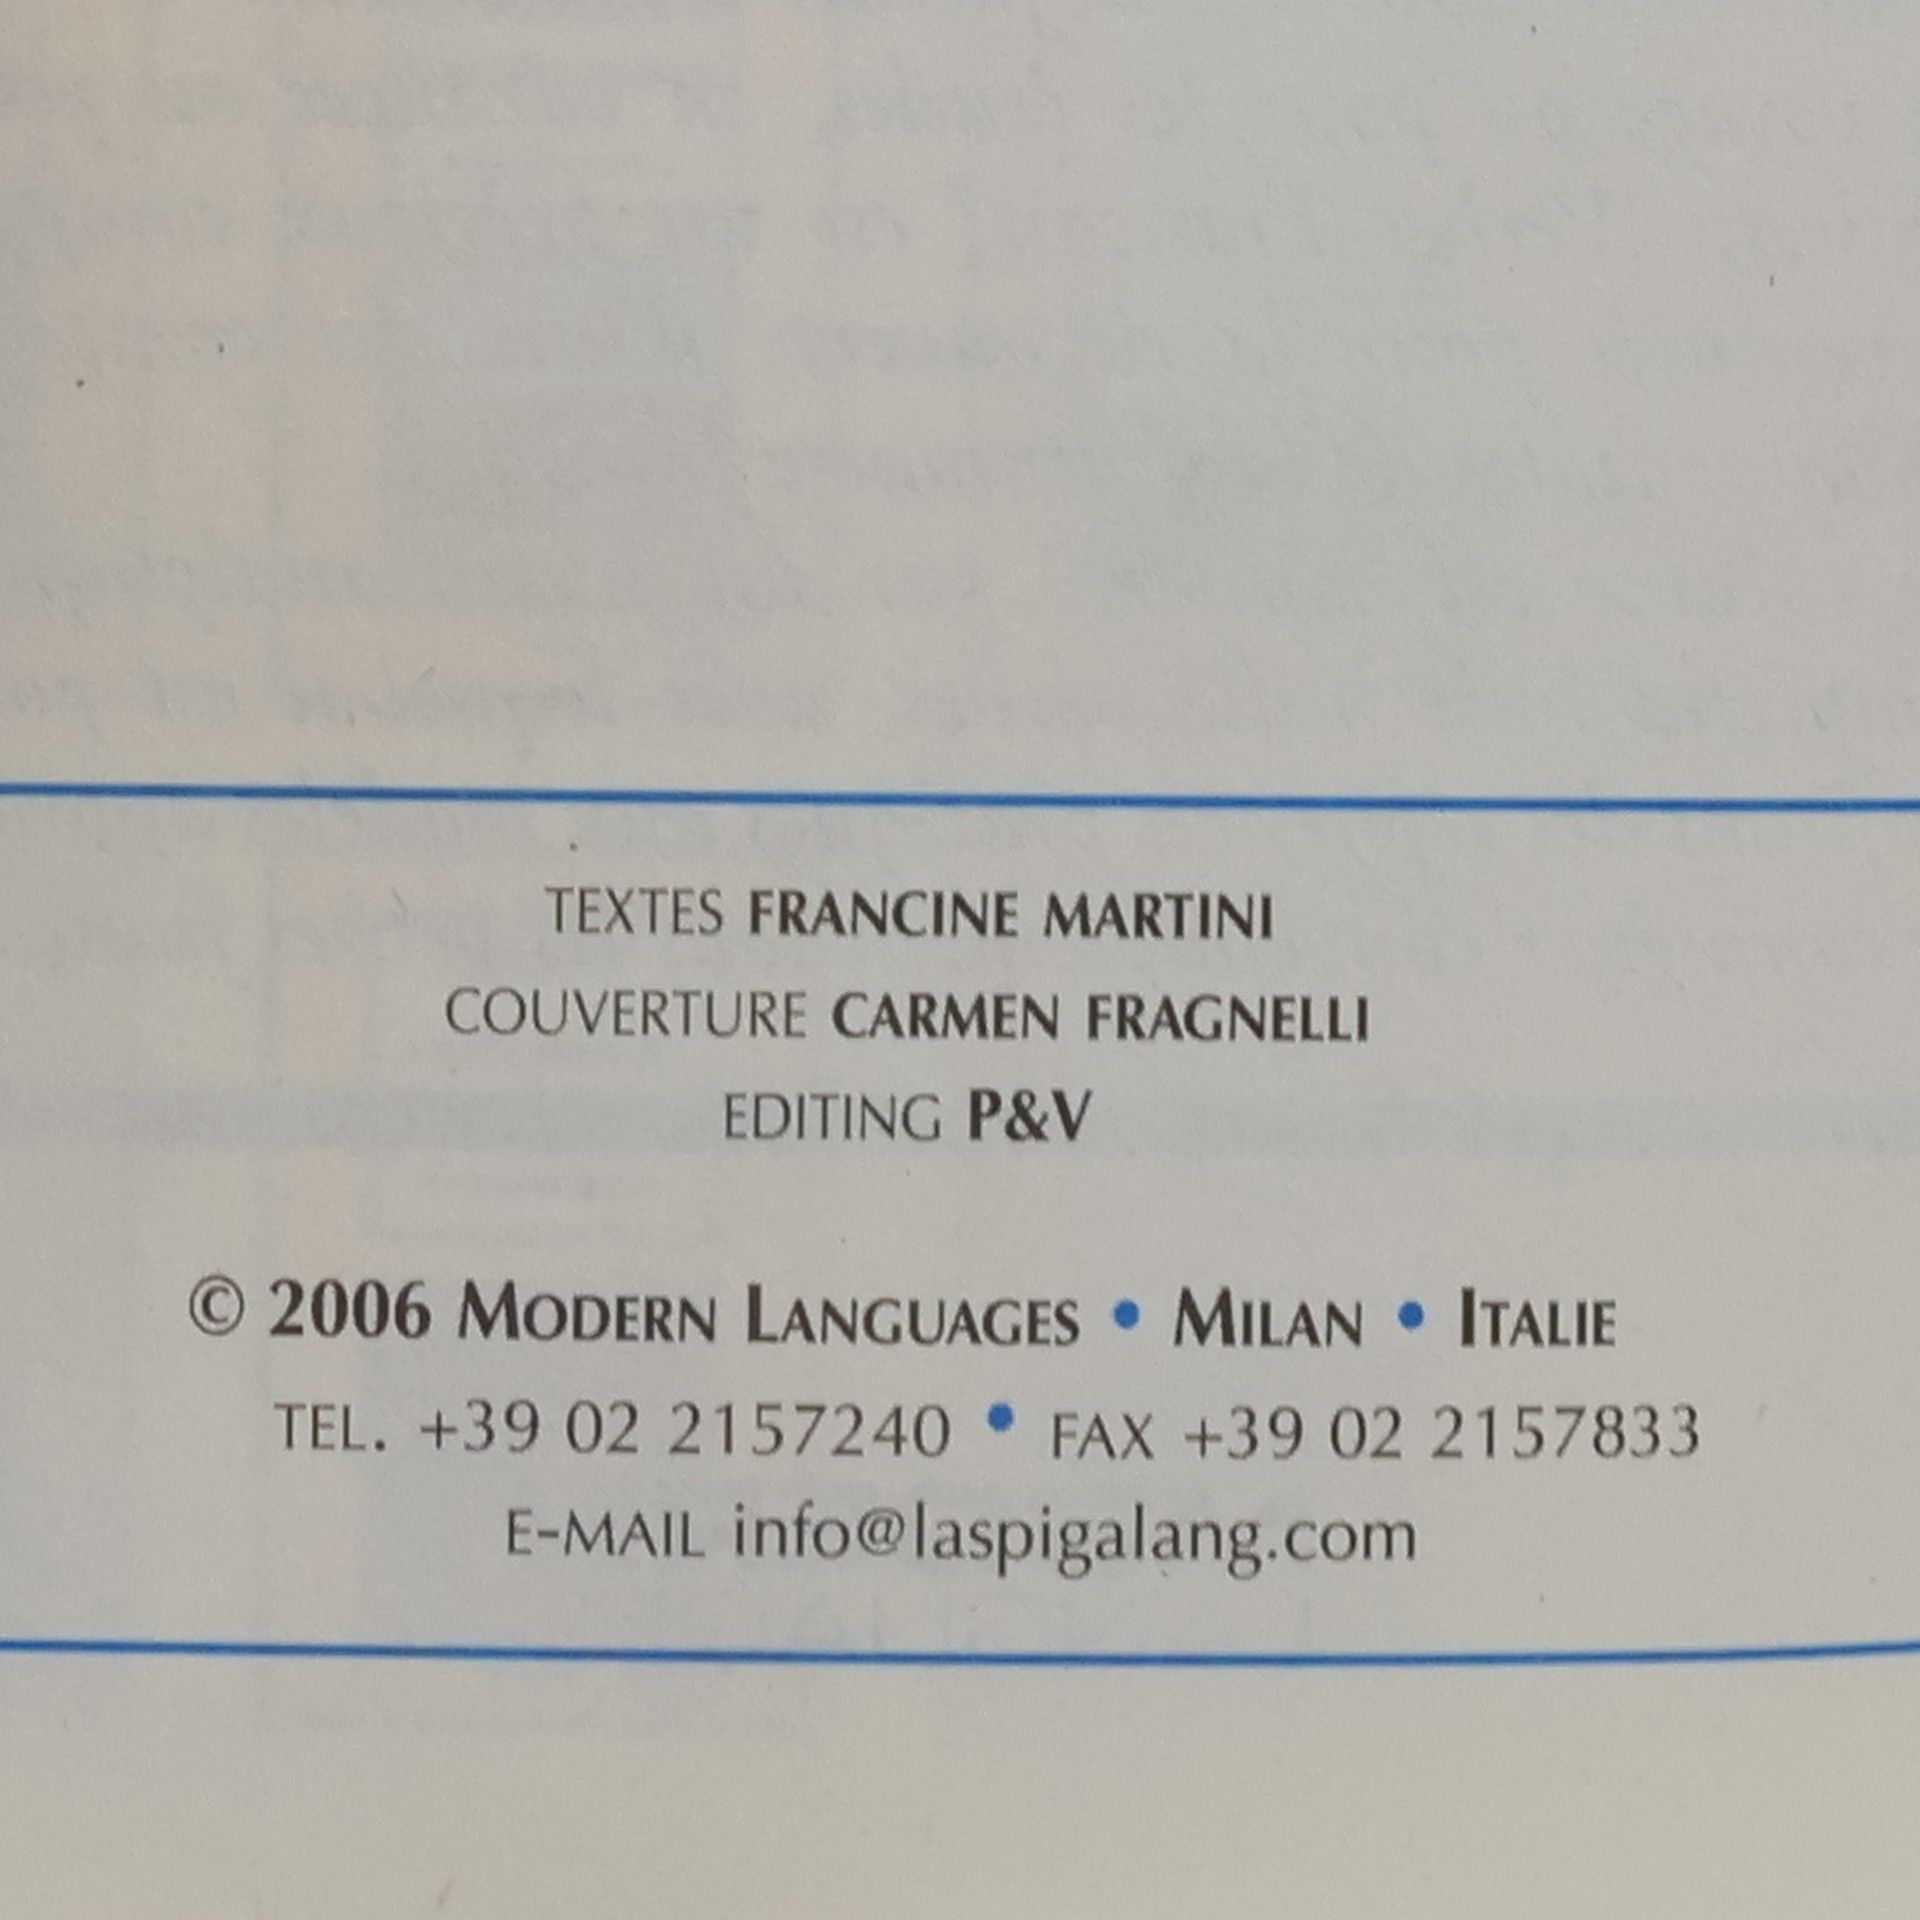 TEXTES FRANCINE MARTINI
COUVERTURE CARMEN FRAGNELLI
EDITING P&V
© 2006 MODERN LANGUAGES • MILAN • ITALIE
TEL. +39 02 2157240 • FAX +39 02 2157833
E-MAIL info@laspigalang.com